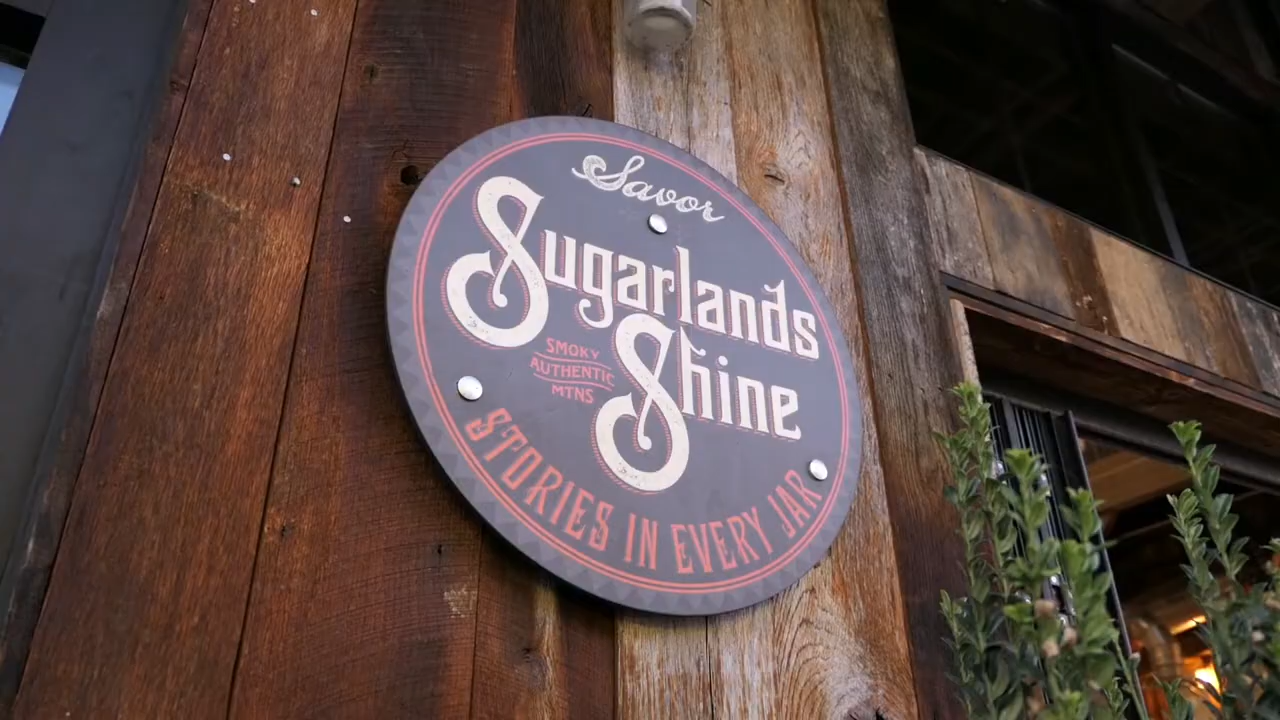 Savor
Sugarlands
Shine
SMOKY
AUTHENTIC
MTNS
STORIES IN EVERY JAR